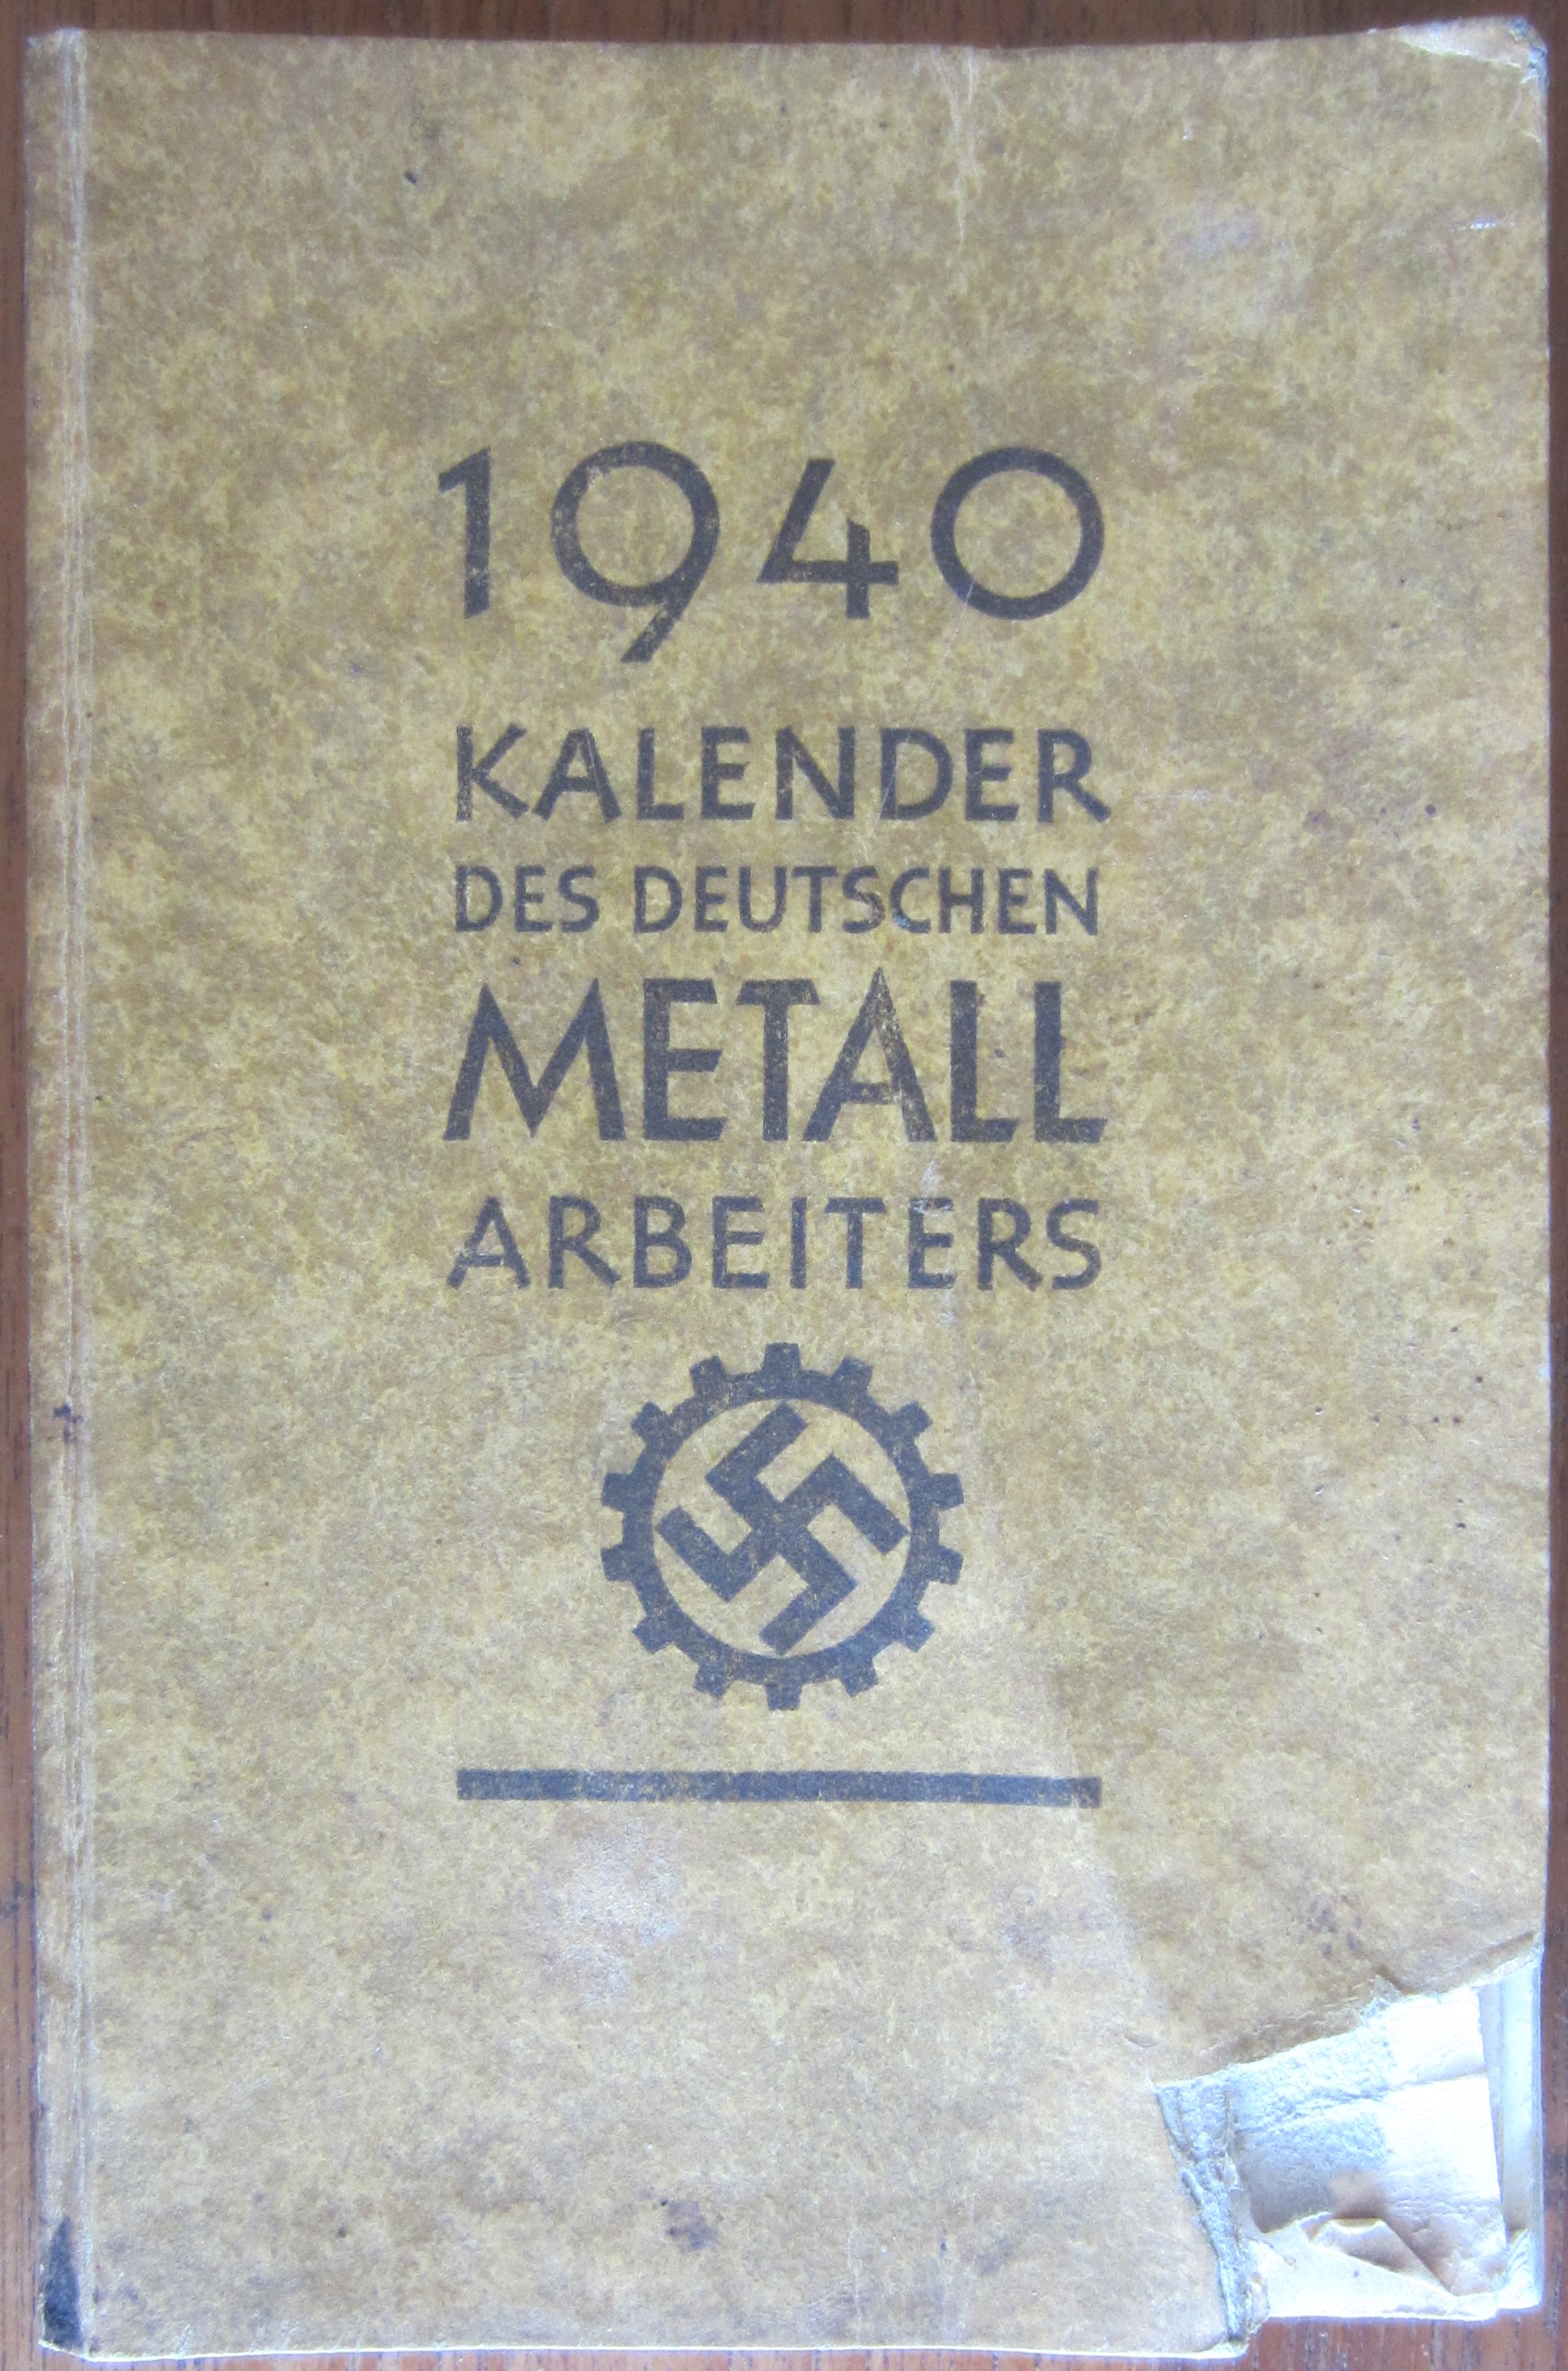 1940
KALENDER
DES DEUTSCHEN
METALL
ARBEITERS